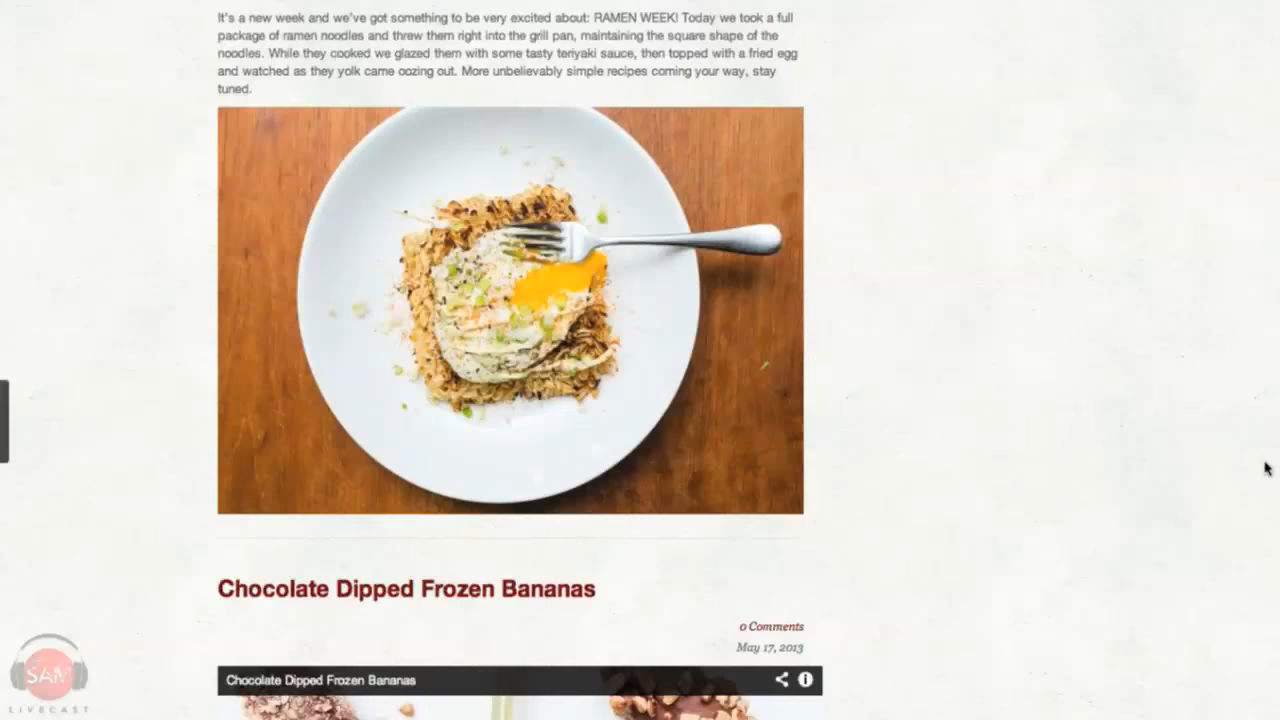 It's a new week and we've got something to be very excited about: RAMEN WEEK! Today we took a full
package of ramen noodles and threw them right into the grill pan, maintaining the square shape of the
noodles. While they cooked we glazed them with some tasty teriyaki sauce, then topped with a fried egg
and watched as they yolk came oozing out. More unbelievably simple recipes coming your way, stay
tuned.
Chocolate Dipped Frozen Bananas
0 Comments
May 17, 2013
Chocolate Dipped Frozen Bananas
SAM
LIVECAST